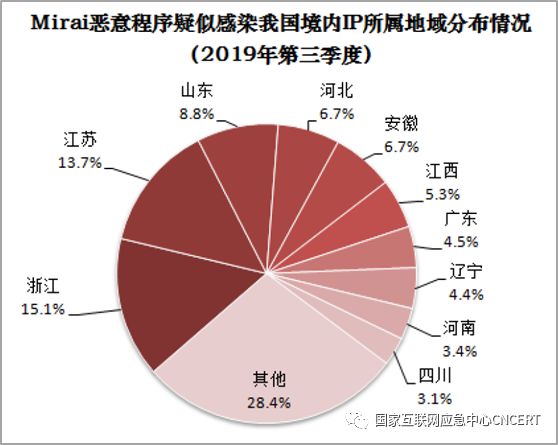 Mirai恶意程序疑似感染我国境内IP所属地域分布情况
（2019年第三季度）
山东
8.8%
河北
6.7%
安徽
6.7%
江西
5.3%
广东
4.5%
辽宁
4.4%
河南
3.4%
四川
3.1%
其他
28.4%
浙江
15.1%
江苏
13.7%
国家互联网应急中心CNCERT